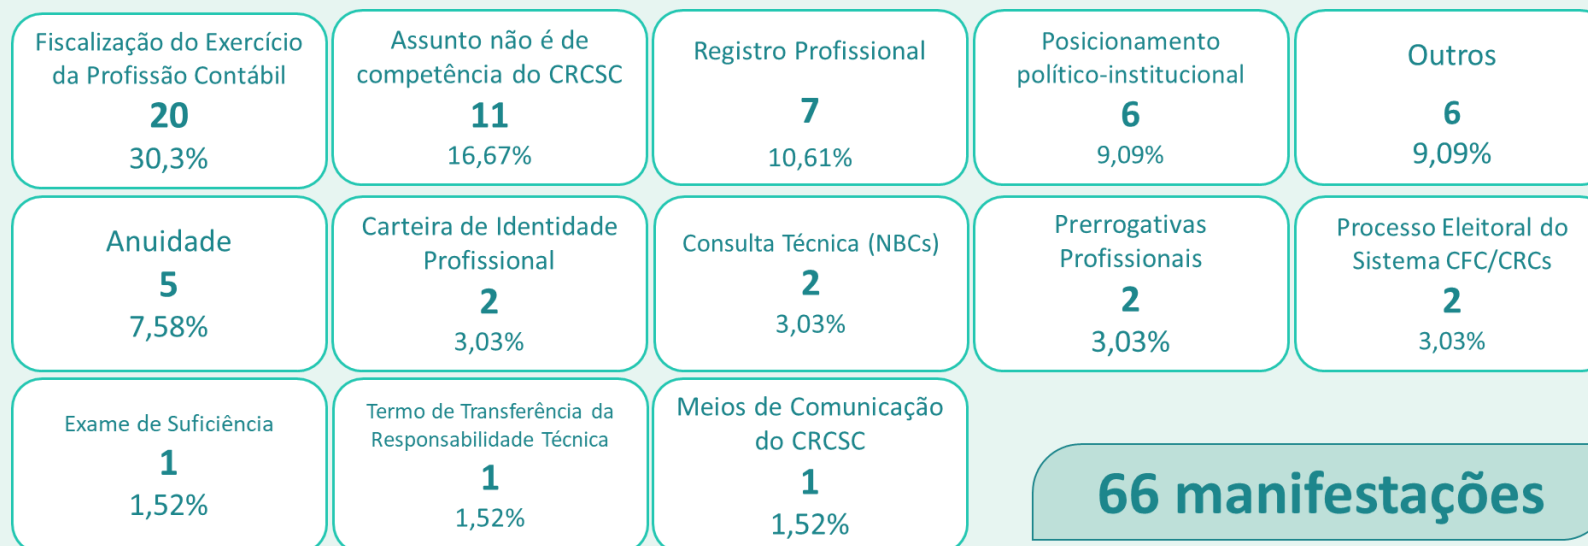 Fiscalização do Exercício
da Profissão Contábil
20
30,3%
Assunto não é de
competência do CRCSC
11
16,67%
Registro Profissional
7
10,61%
Posicionamento
político-institucional
6
9,09%
Outros
6
9,09%
Anuidade
5
7,58%
Carteira de Identidade
Profissional
2
3,03%
Consulta Técnica (NBCs)
2
3,03%
Prerrogativas
Profissionais
2
3,03%
Processo Eleitoral do
Sistema CFC/CRCs
2
3,03%
Exame de Suficiência
1
1,52%
Termo de Transferência da
Responsabilidade Técnica
1
1,52%
Meios de Comunicação
do CRCSC
1
1,52%
66 manifestações